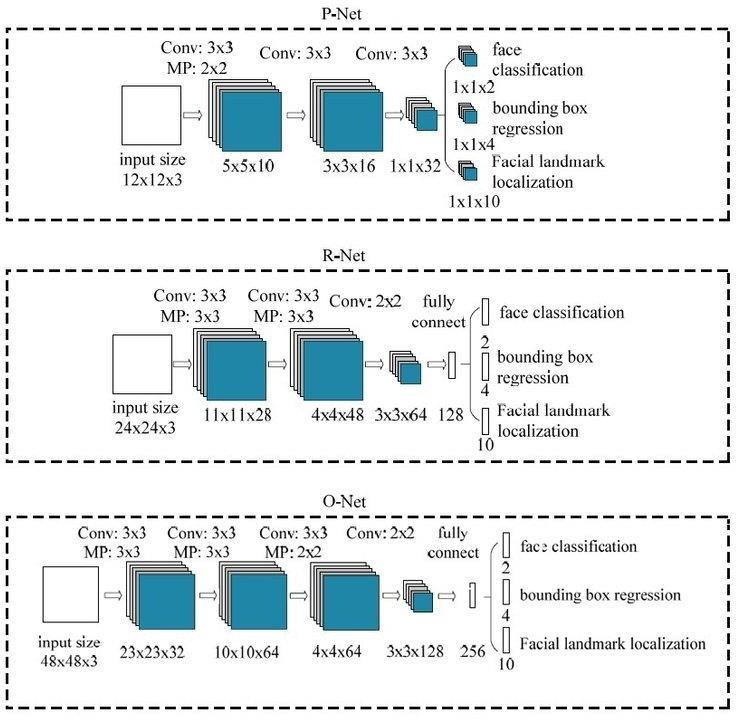 P-Net
Conv: 3x3
MP: 2x2
Conv: 3x3
Conv: 3x3
face
classification
1x1x2
bounding box
regression
1x1x4
Facial landmark
localization
1x1x10
input size
12x12x3
5x5x10
3x3x16
1x1x32
R-Net
Conv: 3x3
MP: 3x3
Conv: 3x3
MP: 3x3
Conv: 2x2
fully
connect
face classification
2
bounding box
regression
4
Facial landmark
localization
10
input size
24x24x3
11x11x28
4x4x48
3x3x64
128
O-Net
Conv: 3x3
MP: 3x3
Conv: 3x3
MP: 3x3
Conv: 3x3
MP: 2x2
Conv: 2x2
fully
connect
face classification
2
bounding box regression
4
Facial landmark localization
10
input size
48x48x3
23x23x32
10x10x64
4x4x64
3x3x128
256